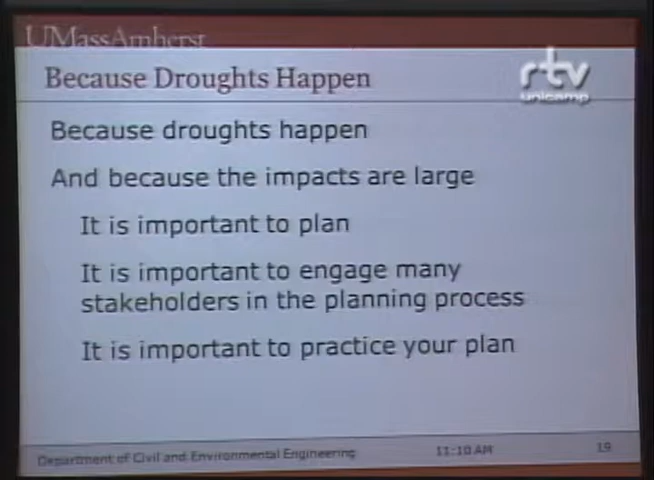 UMassAmherst
Because Droughts Happen
rtv
unicamp
Because droughts happen
And because the impacts are large
It is important to plan
It is important to engage many
stakeholders in the planning process
It is important to practice your plan
Department of Civil and Environmental Engineering
11:10 AM
19